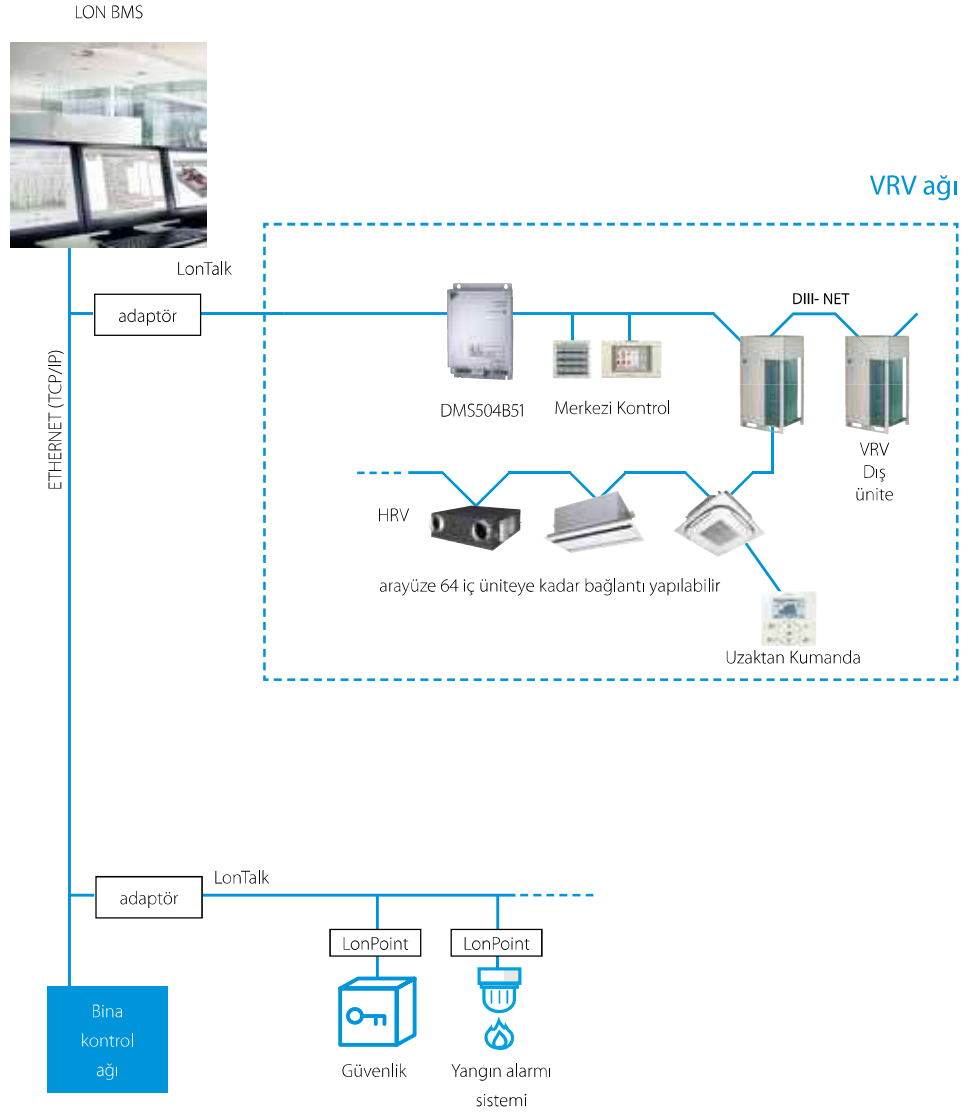 LON BMS
VRV ağı
LonTalk
adaptör
DIII- NET
ETHERNET (TCP/IP)
DMS504B51
Merkezi Kontrol
VRV
Dış
ünite
HRV
arayüze 64 iç üniteye kadar bağlantı yapılabilir
Uzaktan Kumanda
LonTalk
adaptör
LonPoint
LonPoint
Bina
kontrol
ağı
Güvenlik
Yangın alarmı
sistemi